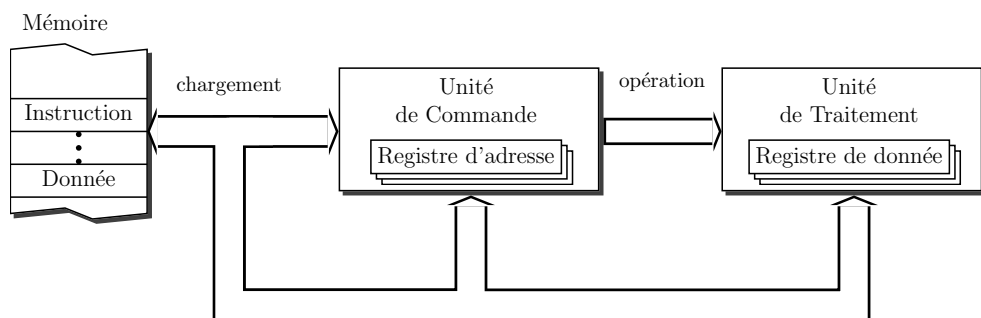 Mémoire
Instruction
Donnée
chargement
Unité
de Commande
Registre d'adresse
opération
Unité
de Traitement
Registre de donnée